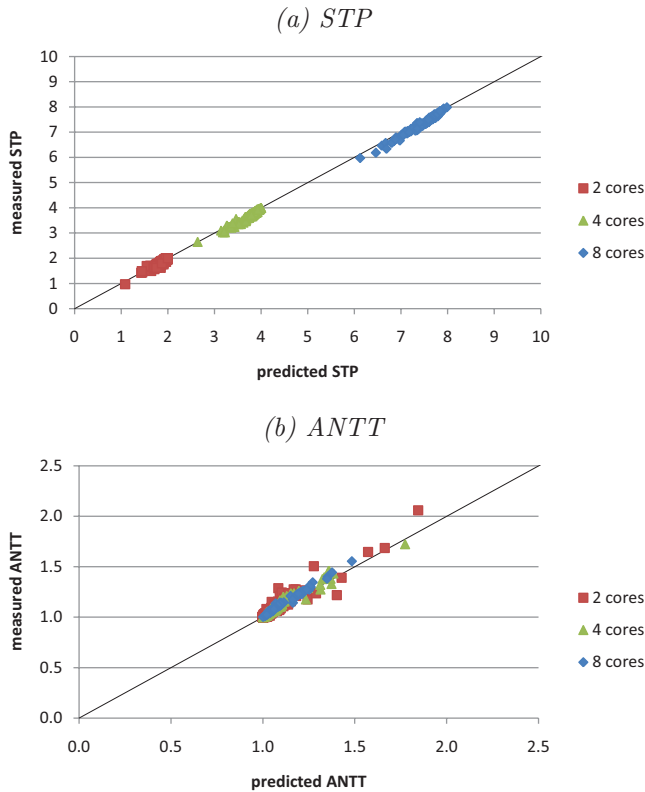 (a) STP
10
9
8
7
6
5
4
3
2
1
0
measured STP
0 1 2 3 4 5 6 7 8 9 10
predicted STP
2 cores
4 cores
8 cores
(b) ANTT
2.5
2.0
1.5
1.0
0.5
0.0
measured ANTT
0.0 0.5 1.0 1.5 2.0 2.5
predicted ANTT
2 cores
4 cores
8 cores